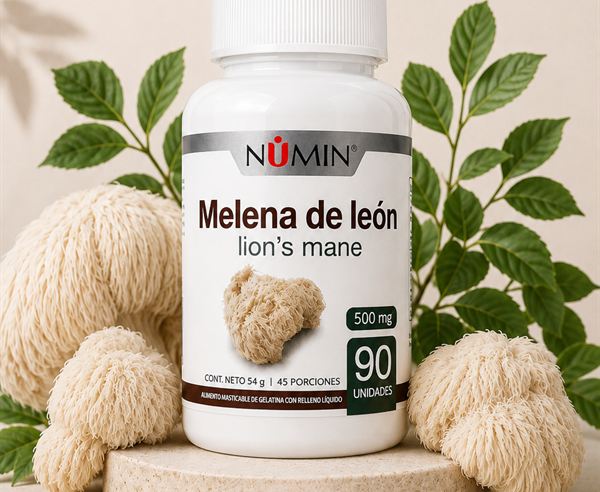 NÚMIN®
Melena de león
lion's mane
500 mg
90
UNIDADES
CONT. NETO 54 g | 45 PORCIONES
ALIMENTO MASTICABLE DE GELATINA CON RELLENO LÍQUIDO